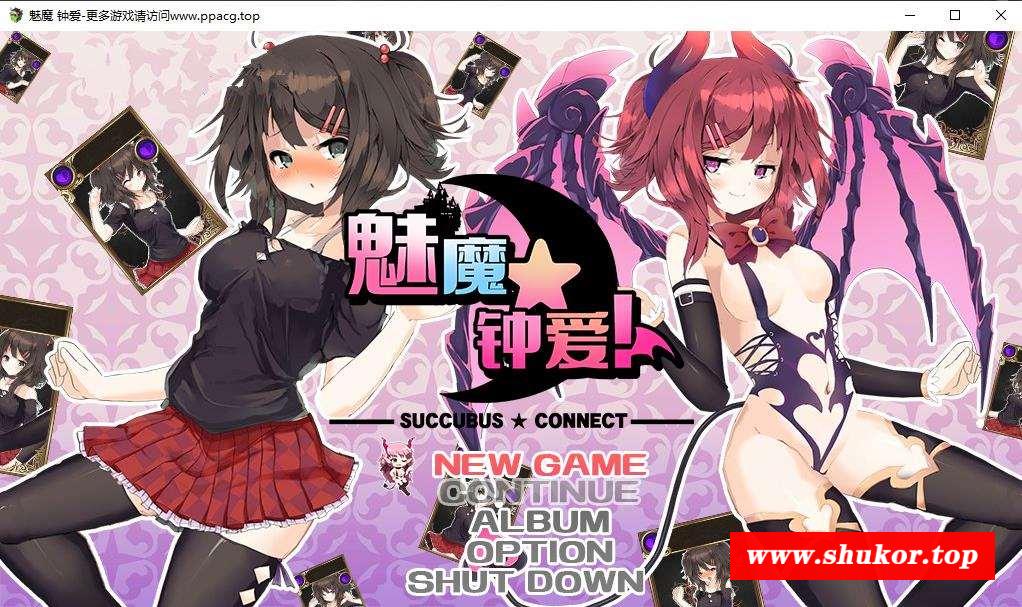 魅魔 钟爱-更多游戏请访问www.ppacg.top
魅魔★
钟爱!
SUCCUBUS ★ CONNECT
NEW GAME
CONTINUE
ALBUM
OPTION
SHUT DOWN
www.shukor.top